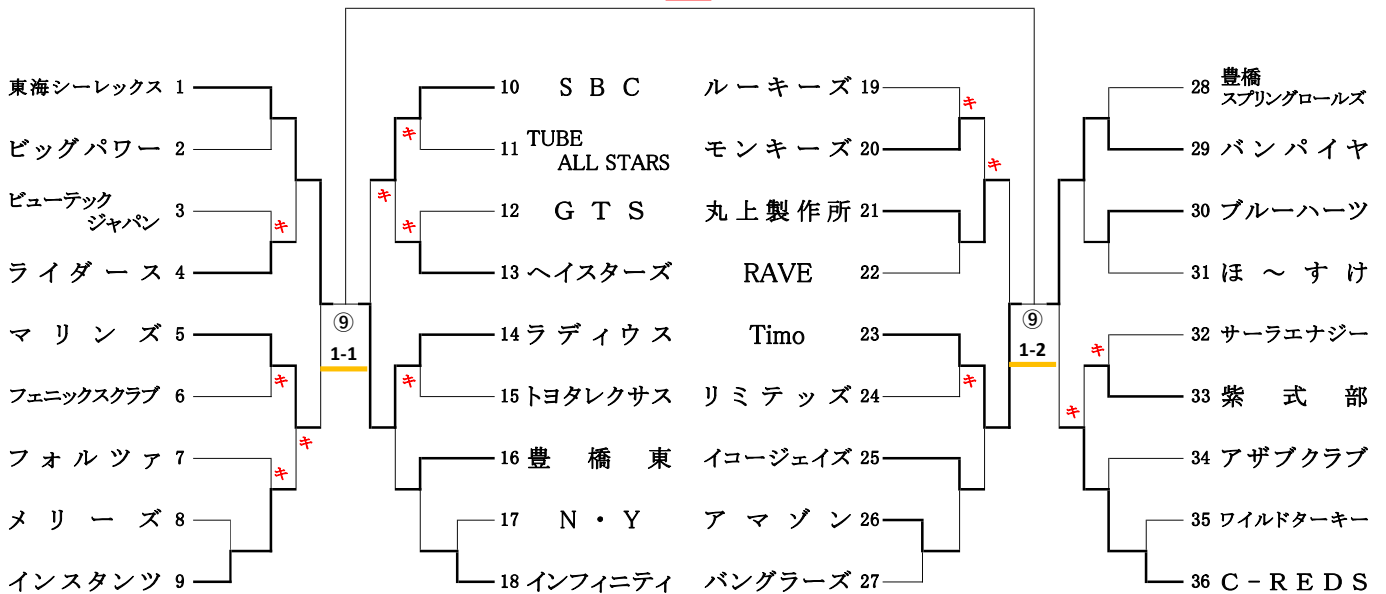 東海シーレックス 1
ビッグパワー 2
ビューテック
ジャパン 3
キ
ライダース 4
マリンズ 5
キ
フェニックスクラブ 6
キ
フォルツァ 7
キ
メリーズ 8
インスタンツ 9
⑨
1-1
10 SBC
キ
11 TUBE
ALL STARS
キ
12 GTS
キ
13 ヘイスターズ
14 ラディウス
キ
15 トヨタレクサス
16 豊橋東
17 N・Y
18 インフィニティ
ルーキーズ 19
キ
モンキーズ 20
キ
丸上製作所 21
RAVE 22
Timo 23
キ
リミテッズ 24
イコージェイズ 25
アマゾン 26
バングラーズ 27
⑨
1-2
28 豊橋
スプリングロールズ
29 バンパイヤ
30 ブルーハーツ
31 ほ~すけ
32 サーラエナジー
キ
33 紫式部
キ
34 アザブクラブ
35 ワイルドターキー
36 C-REDS